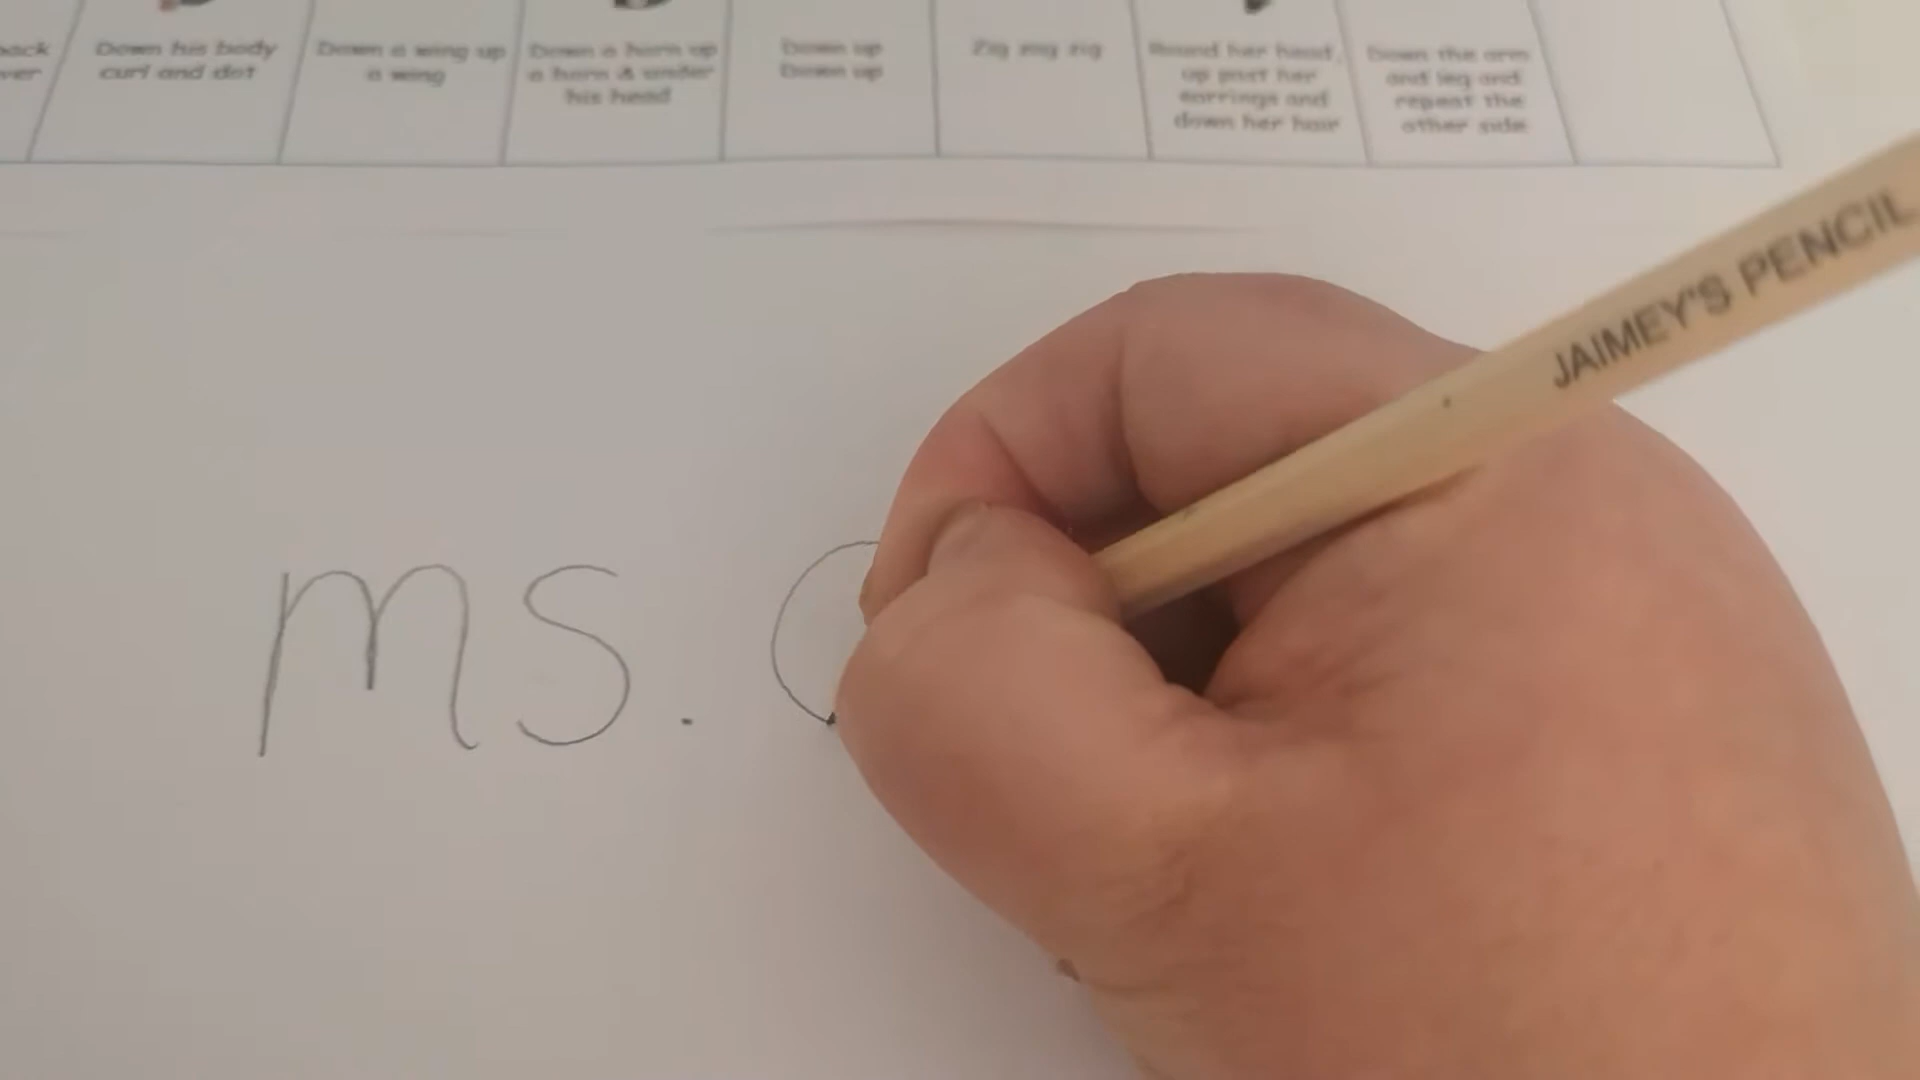 Down his body
curl and dot
Down a wing up
a wing
Down a horn up
a horn & under
his head
Down up
Down up
Zig zag zig
Round her head,
up past her
earrings and
down her hair
Down the arm
and leg and
repeat the
other side
JAIMEY'S PENCIL
ms.